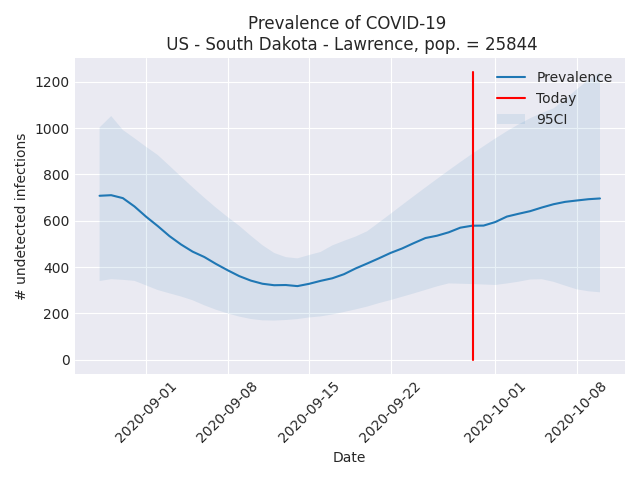 Prevalence of COVID-19
US - South Dakota - Lawrence, pop. = 25844
Prevalence
Today
95CI
1200
1000
800
600
400
200
0
# undetected infections
2020-09-01
2020-09-08
2020-09-15
2020-09-22
2020-10-01
2020-10-08
Date